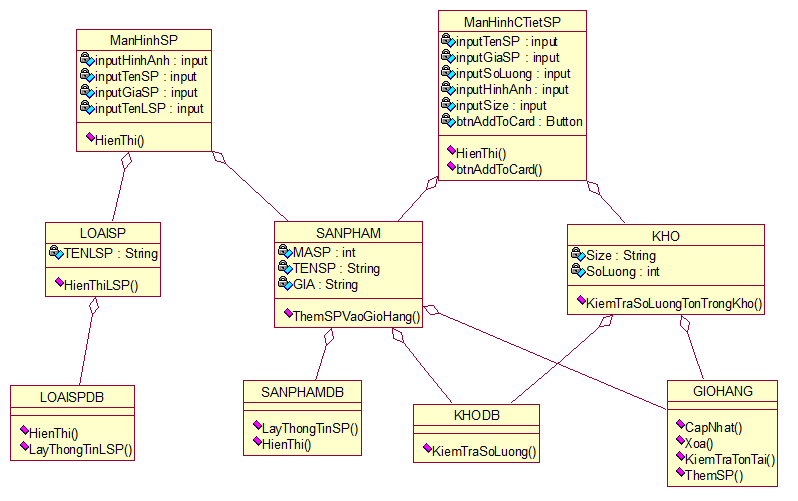 ManHinhSP
inputHinhAnh : input
inputTenSP : input
inputGiaSP : input
inputTenLSP : input
HienThi()
ManHinhCTietSP
inputTenSP : input
inputGiaSP : input
inputSoLuong : input
inputHinhAnh : input
inputSize : input
btnAddToCard : Button
HienThi()
btnAddToCard()
LOAISP
TENLSP : String
HienThiLSP()
SANPHAM
MASP : int
TENSP : String
GIA : String
ThemSPVaoGioHang()
KHO
Size : String
SoLuong : int
KiemTraSoLuongTonTrongKho()
LOAISPDB
HienThi()
LayThongTinLSP()
SANPHAMDB
LayThongTinSP()
HienThi()
KHODB
KiemTraSoLuong()
GIOHANG
CapNhat()
Xoa()
KiemTraTonTai()
ThemSP()